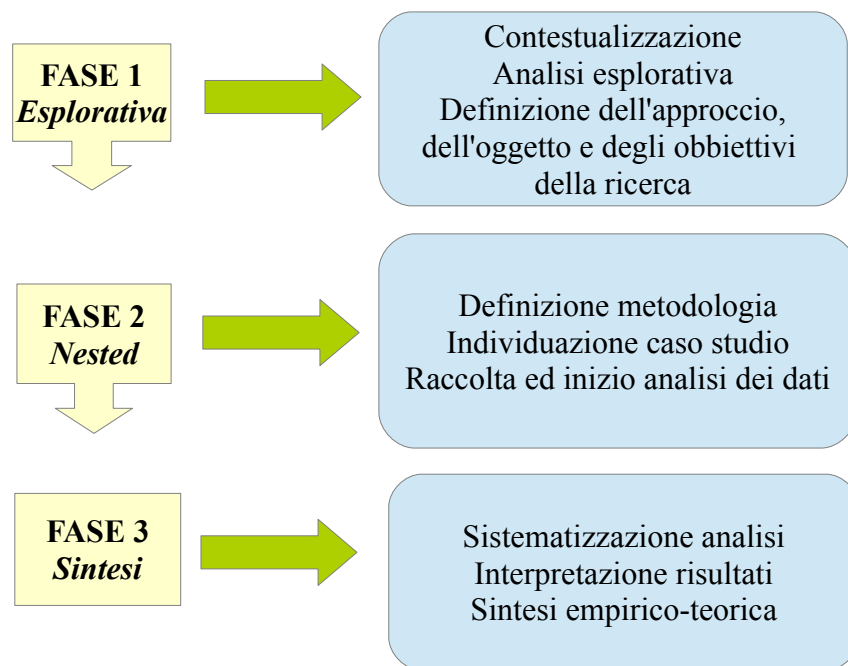 FASE 1
Esplorativa
Contestualizzazione
Analisi esplorativa
Definizione dell'approccio,
dell'oggetto e degli obbiettivi
della ricerca
FASE 2
Nested
Definizione metodologia
Individuazione caso studio
Raccolta ed inizio analisi dei dati
FASE 3
Sintesi
Sistematizzazione analisi
Interpretazione risultati
Sintesi empirico-teorica